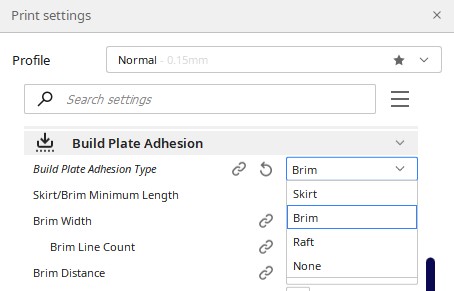 Print settings ×
Profile Normal - 0.15mm
Search settings
Build Plate Adhesion
Build Plate Adhesion Type Brim
Skirt/Brim Minimum Length Skirt
Brim Width Brim
Brim Line Count Raft
Brim Distance None